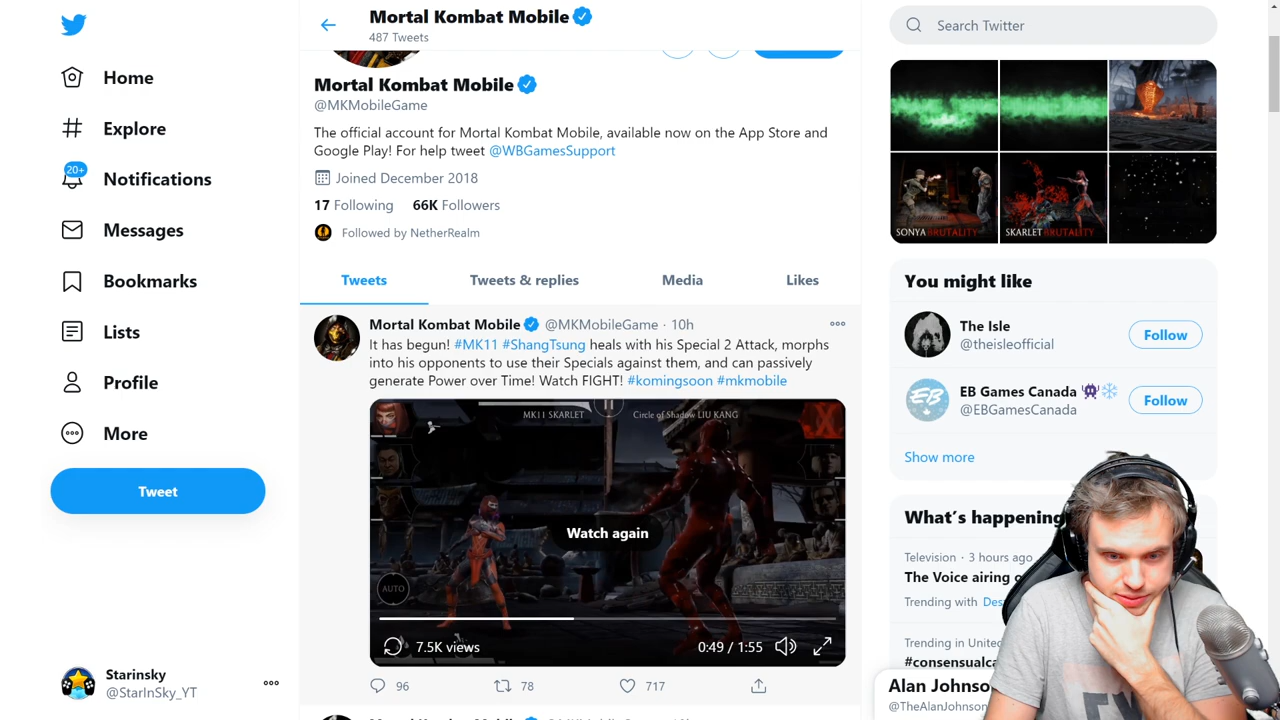 Home
Explore
20+
Notifications
Messages
Bookmarks
Lists
Profile
More
Tweet
Starinsky
@StarInSky_YT
Mortal Kombat Mobile
487 Tweets
Mortal Kombat Mobile
@MKMobileGame
The official account for Mortal Kombat Mobile, available now on the App Store and
Google Play! For help tweet @WBGamesSupport
Joined December 2018
17 Following 66K Followers
Followed by NetherRealm
Tweets Tweets & replies Media Likes
Mortal Kombat Mobile @MKMobileGame · 10h
It has begun! #MK11 #ShangTsung heals with his Special 2 Attack, morphs
into his opponents to use their Specials against them, and can passively
generate Power over Time! Watch FIGHT! #komingsoon #mkmobile
MK11 SKARLET Circle of Shadow LIU KANG
Watch again
AUTO
7.5K views 0:49 / 1:55
96 78 717
Search Twitter
SONYA BRUTALITY SKARLET BRUTALITY
You might like
The Isle
@theisleofficial
Follow
EB Games Canada
@EBGamesCanada
Follow
Show more
What's happening
Television · 3 hours ago
The Voice airing
Trending with
Trending in
Alan
@TheAlanJohnson